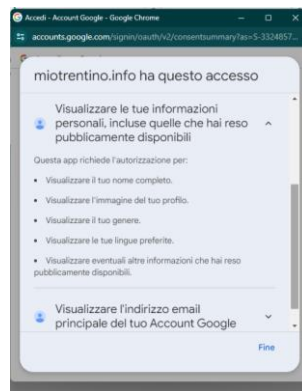 Accedi - Account Google - Google Chrome
accounts.google.com/signin/oauth/v2/consentsummary?as=S-3324857...
miotrentino.info ha questo accesso
Visualizzare le tue informazioni
personali, incluse quelle che hai reso
pubblicamente disponibili
Questa app richiede l'autorizzazione per:
• Visualizzare il tuo nome completo.
• Visualizzare l'immagine del tuo profilo.
• Visualizzare il tuo genere.
• Visualizzare le tue lingue preferite.
• Visualizzare eventuali altre informazioni che hai reso
pubblicamente disponibili.
Visualizzare l'indirizzo email
principale del tuo Account Google
Fine